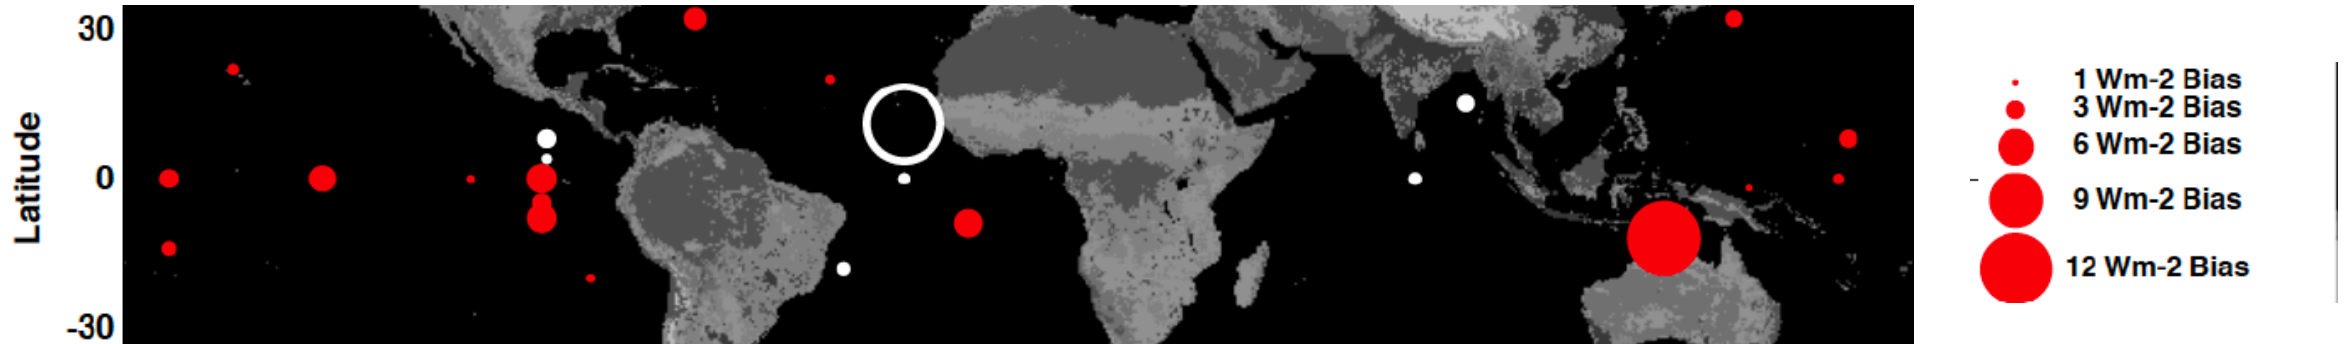 30
0
-30
Latitude
1 Wm-2 Bias
3 Wm-2 Bias
6 Wm-2 Bias
9 Wm-2 Bias
12 Wm-2 Bias